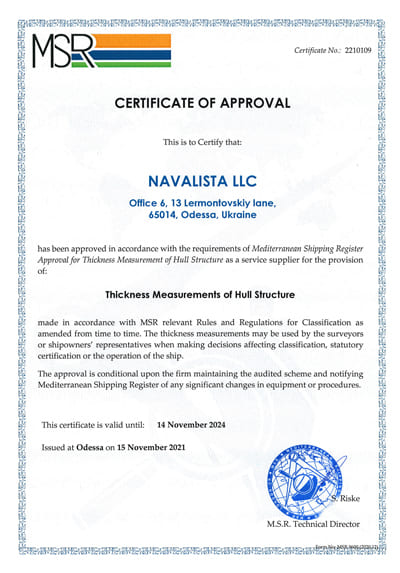 MSR
Certificate No.: 2210109
CERTIFICATE OF APPROVAL
This is to Certify that:
NAVALISTA LLC
Office 6, 13 Lermontovskiy lane,
65014, Odessa, Ukraine
has been approved in accordance with the requirements of Mediterranean Shipping Register
Approval for Thickness Measurement of Hull Structure as a service supplier for the provision
of:
Thickness Measurements of Hull Structure
made in accordance with MSR relevant Rules and Regulations for Classification as
amended from time to time. The thickness measurements may be used by the surveyors
or shipowners' representatives when making decisions affecting classification, statutory
certification or the operation of the ship.
The approval is conditional upon the firm maintaining the audited scheme and notifying
Mediterranean Shipping Register of any significant changes in equipment or procedures.
This certificate is valid until: 14 November 2024
Issued at Odessa on 15 November 2021
S. Riske
M.S.R. Technical Director